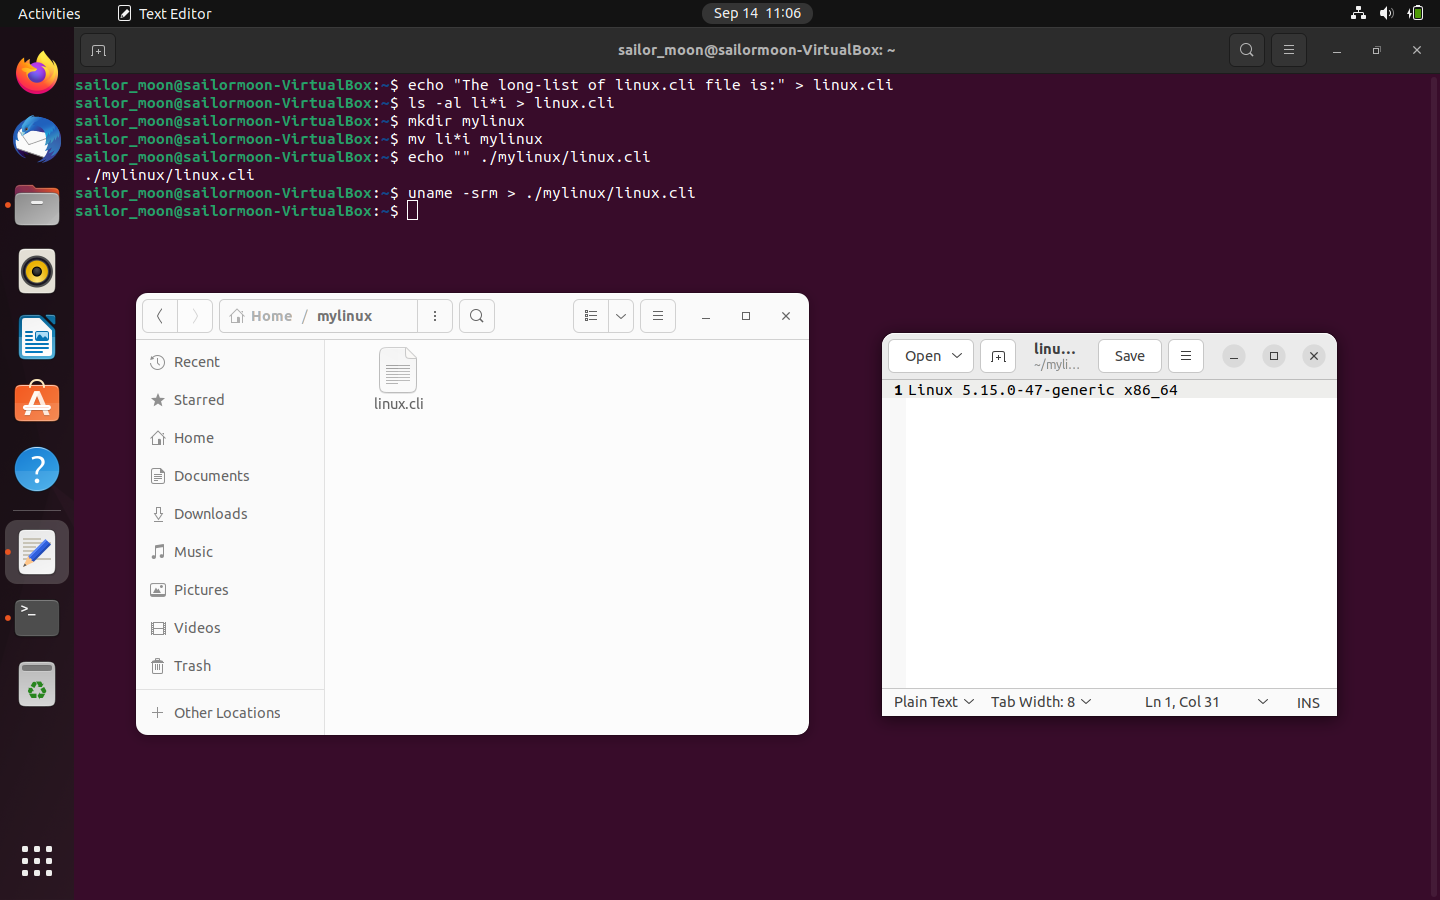 Activities
Text Editor
Sep 14 11:06
sailor_moon@sailormoon-VirtualBox: ~
sailor_moon@sailormoon-VirtualBox:~$ echo "The long-list of linux.cli file is:" > linux.cli
sailor_moon@sailormoon-VirtualBox:~$ ls -al li*i > linux.cli
sailor_moon@sailormoon-VirtualBox:~$ mkdir mylinux
sailor_moon@sailormoon-VirtualBox:~$ mv li*i mylinux
sailor_moon@sailormoon-VirtualBox:~$ echo "" ./mylinux/linux.cli
 ./mylinux/linux.cli
sailor_moon@sailormoon-VirtualBox:~$ uname -srm > ./mylinux/linux.cli
sailor_moon@sailormoon-VirtualBox:~$
Home / mylinux
Recent
Starred
Home
Documents
Downloads
Music
Pictures
Videos
Trash
Other Locations
linux.cli
Open
linu...
~/myli...
Save
1 Linux 5.15.0-47-generic x86_64
Plain Text
Tab Width: 8
Ln 1, Col 31
INS
>_